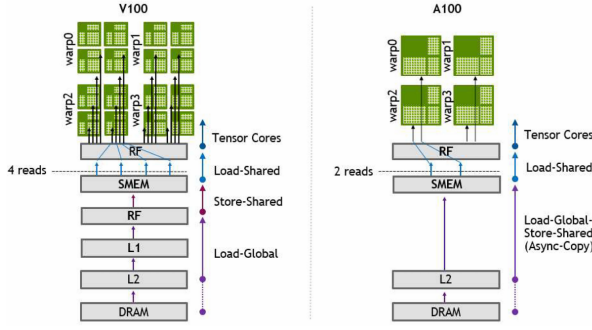 V100
warp0
warp1
warp2
warp3
Tensor Cores
RF
4 reads
Load-Shared
SMEM
Store-Shared
RF
L1
Load-Global
L2
DRAM
A100
warp0
warp1
warp2
warp3
Tensor Cores
RF
2 reads
Load-Shared
SMEM
Load-Global-
Store-Shared
(Async-Copy)
L2
DRAM